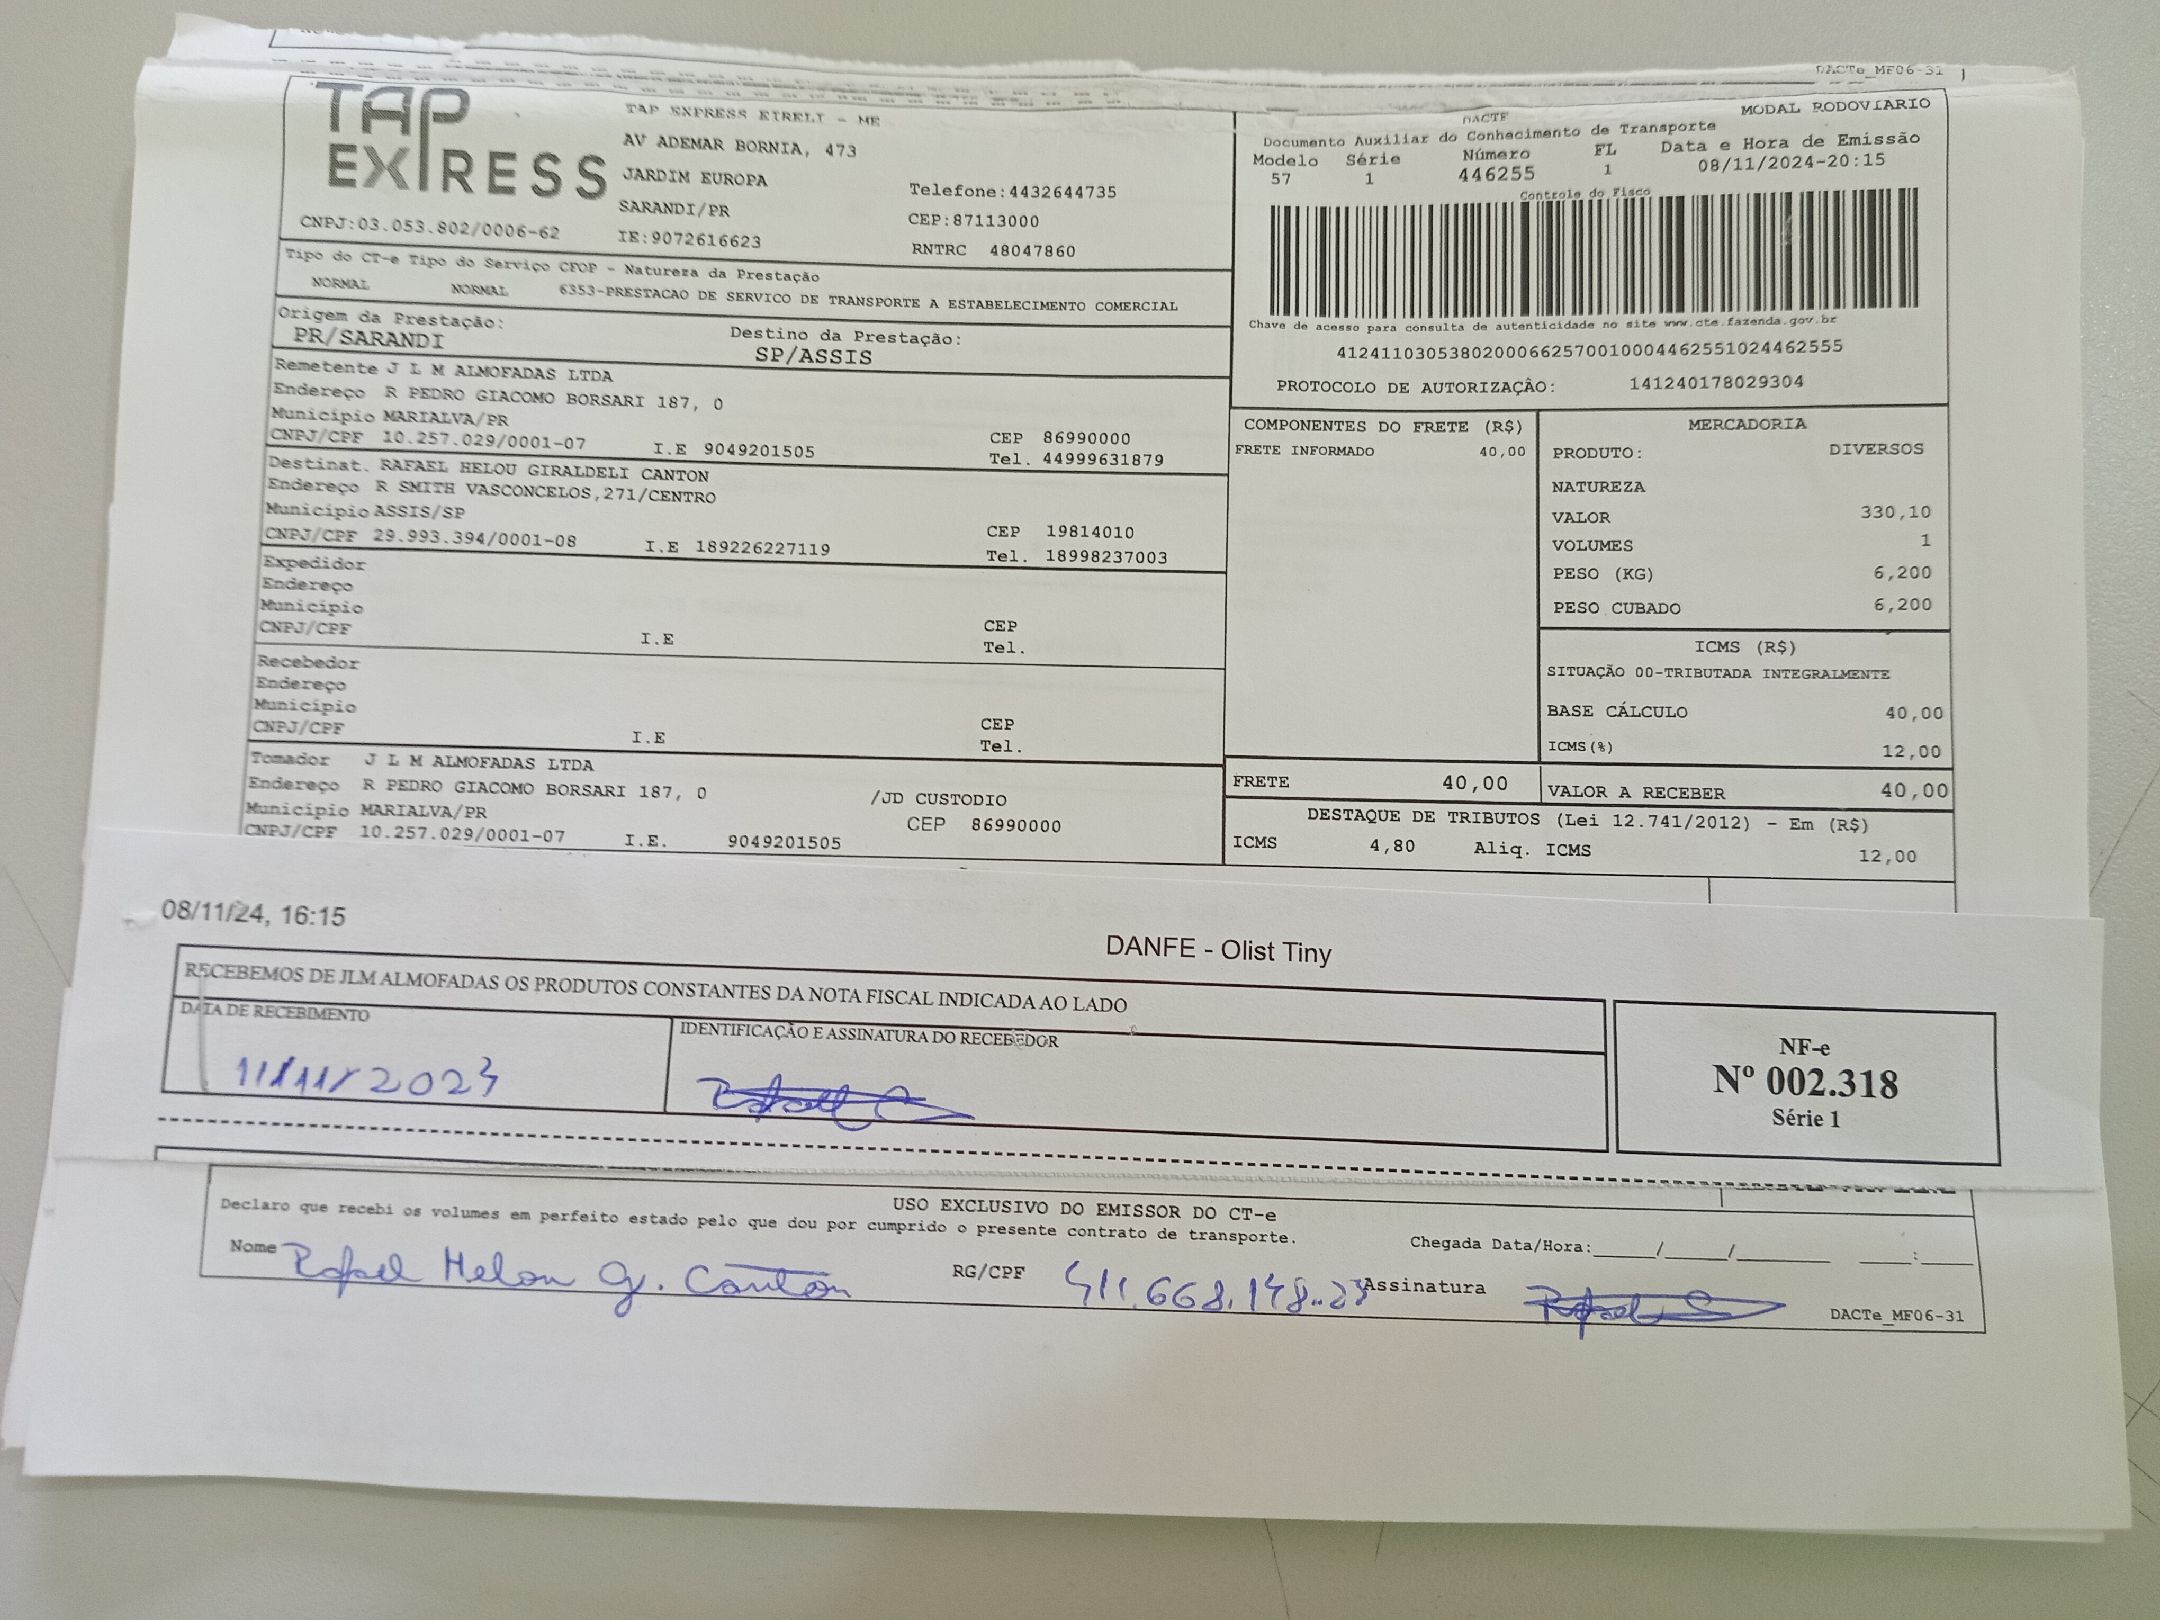 DACTe_MF06-31
TAP EXPRESS
TAP EXPRESS EIRELI - ME
AV ADEMAR BORNIA, 473
JARDIM EUROPA
SARANDI/PR
CNPJ:03.053.802/0006-62
IE:9072616623
Telefone:4432644735
CEP:87113000
RNTRC 48047860
DACTE
MODAL RODOVIARIO
Documento Auxiliar do Conhecimento de Transporte
Modelo Série Número FL Data e Hora de Emissão
57 1 446255 1 08/11/2024-20:15
Controle do Fisco
Chave de acesso para consulta de autenticidade no site www.cte.fazenda.gov.br
41241103053802000662570010004462551024462555
PROTOCOLO DE AUTORIZAÇÃO: 141240178029304
Tipo do CT-e Tipo do Serviço CFOP - Natureza da Prestação
NORMAL NORMAL 6353-PRESTACAO DE SERVICO DE TRANSPORTE A ESTABELECIMENTO COMERCIAL
Origem da Prestação: Destino da Prestação:
PR/SARANDI SP/ASSIS
Remetente J L M ALMOFADAS LTDA
Endereço R PEDRO GIACOMO BORSARI 187, 0
Município MARIALVA/PR CEP 86990000
CNPJ/CPF 10.257.029/0001-07 I.E 9049201505 Tel. 44999631879
Destinat. RAFAEL HELOU GIRALDELI CANTON
Endereço R SMITH VASCONCELOS,271/CENTRO
Município ASSIS/SP CEP 19814010
CNPJ/CPF 29.993.394/0001-08 I.E 189226227119 Tel. 18998237003
Expedidor
Endereço
Município CEP
CNPJ/CPF I.E Tel.
Recebedor
Endereço
Município CEP
CNPJ/CPF I.E Tel.
Tomador J L M ALMOFADAS LTDA
Endereço R PEDRO GIACOMO BORSARI 187, 0 /JD CUSTODIO
Município MARIALVA/PR CEP 86990000
CNPJ/CPF 10.257.029/0001-07 I.E. 9049201505
COMPONENTES DO FRETE (R$)
FRETE INFORMADO 40,00
MERCADORIA
PRODUTO: DIVERSOS
NATUREZA
VALOR 330,10
VOLUMES 1
PESO (KG) 6,200
PESO CUBADO 6,200
ICMS (R$)
SITUAÇÃO 00-TRIBUTADA INTEGRALMENTE
BASE CÁLCULO 40,00
ICMS(%) 12,00
FRETE 40,00 VALOR A RECEBER 40,00
DESTAQUE DE TRIBUTOS (Lei 12.741/2012) - Em (R$)
ICMS 4,80 Aliq. ICMS 12,00
08/11/24, 16:15
DANFE - Olist Tiny
RECEBEMOS DE JLM ALMOFADAS OS PRODUTOS CONSTANTES DA NOTA FISCAL INDICADA AO LADO
DATA DE RECEBIMENTO IDENTIFICAÇÃO E ASSINATURA DO RECEBEDOR
11/11/2023
NF-e
Nº 002.318
Série 1
USO EXCLUSIVO DO EMISSOR DO CT-e
Declaro que recebi os volumes em perfeito estado pelo que dou por cumprido o presente contrato de transporte.
Chegada Data/Hora:_____/_____/_______ ____:____
Nome Rafael Helou G. Canton RG/CPF 411.668.148-23 Assinatura
DACTe_MF06-31